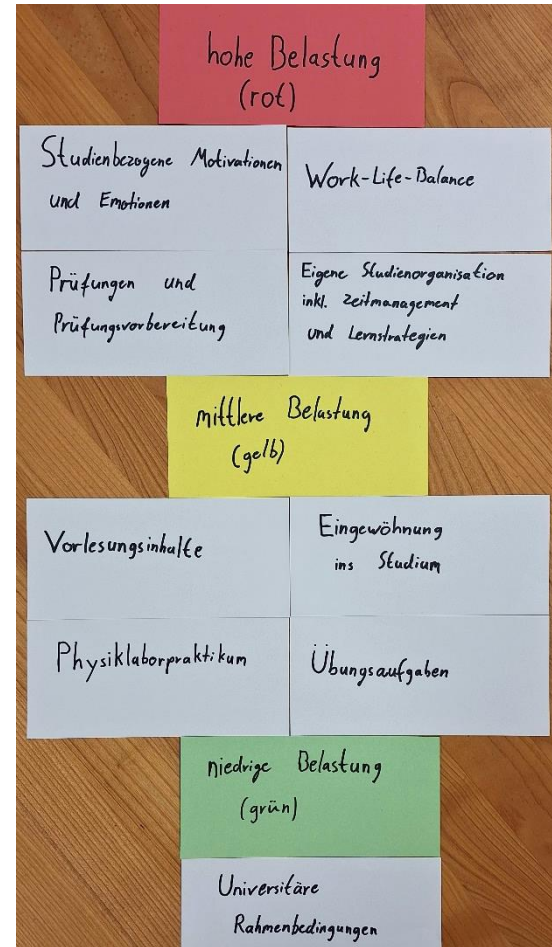 hohe Belastung
(rot)
Studienbezogene Motivationen
und Emotionen
Work-Life-Balance
Prüfungen und
Prüfungsvorbereitung
Eigene Studienorganisation
inkl. Zeitmanagement
und Lernstrategien
mittlere Belastung
(gelb)
Vorlesungsinhalte
Eingewöhnung
ins Studium
Physiklaborpraktikum
Übungsaufgaben
niedrige Belastung
(grün)
Universitäre
Rahmenbedingungen